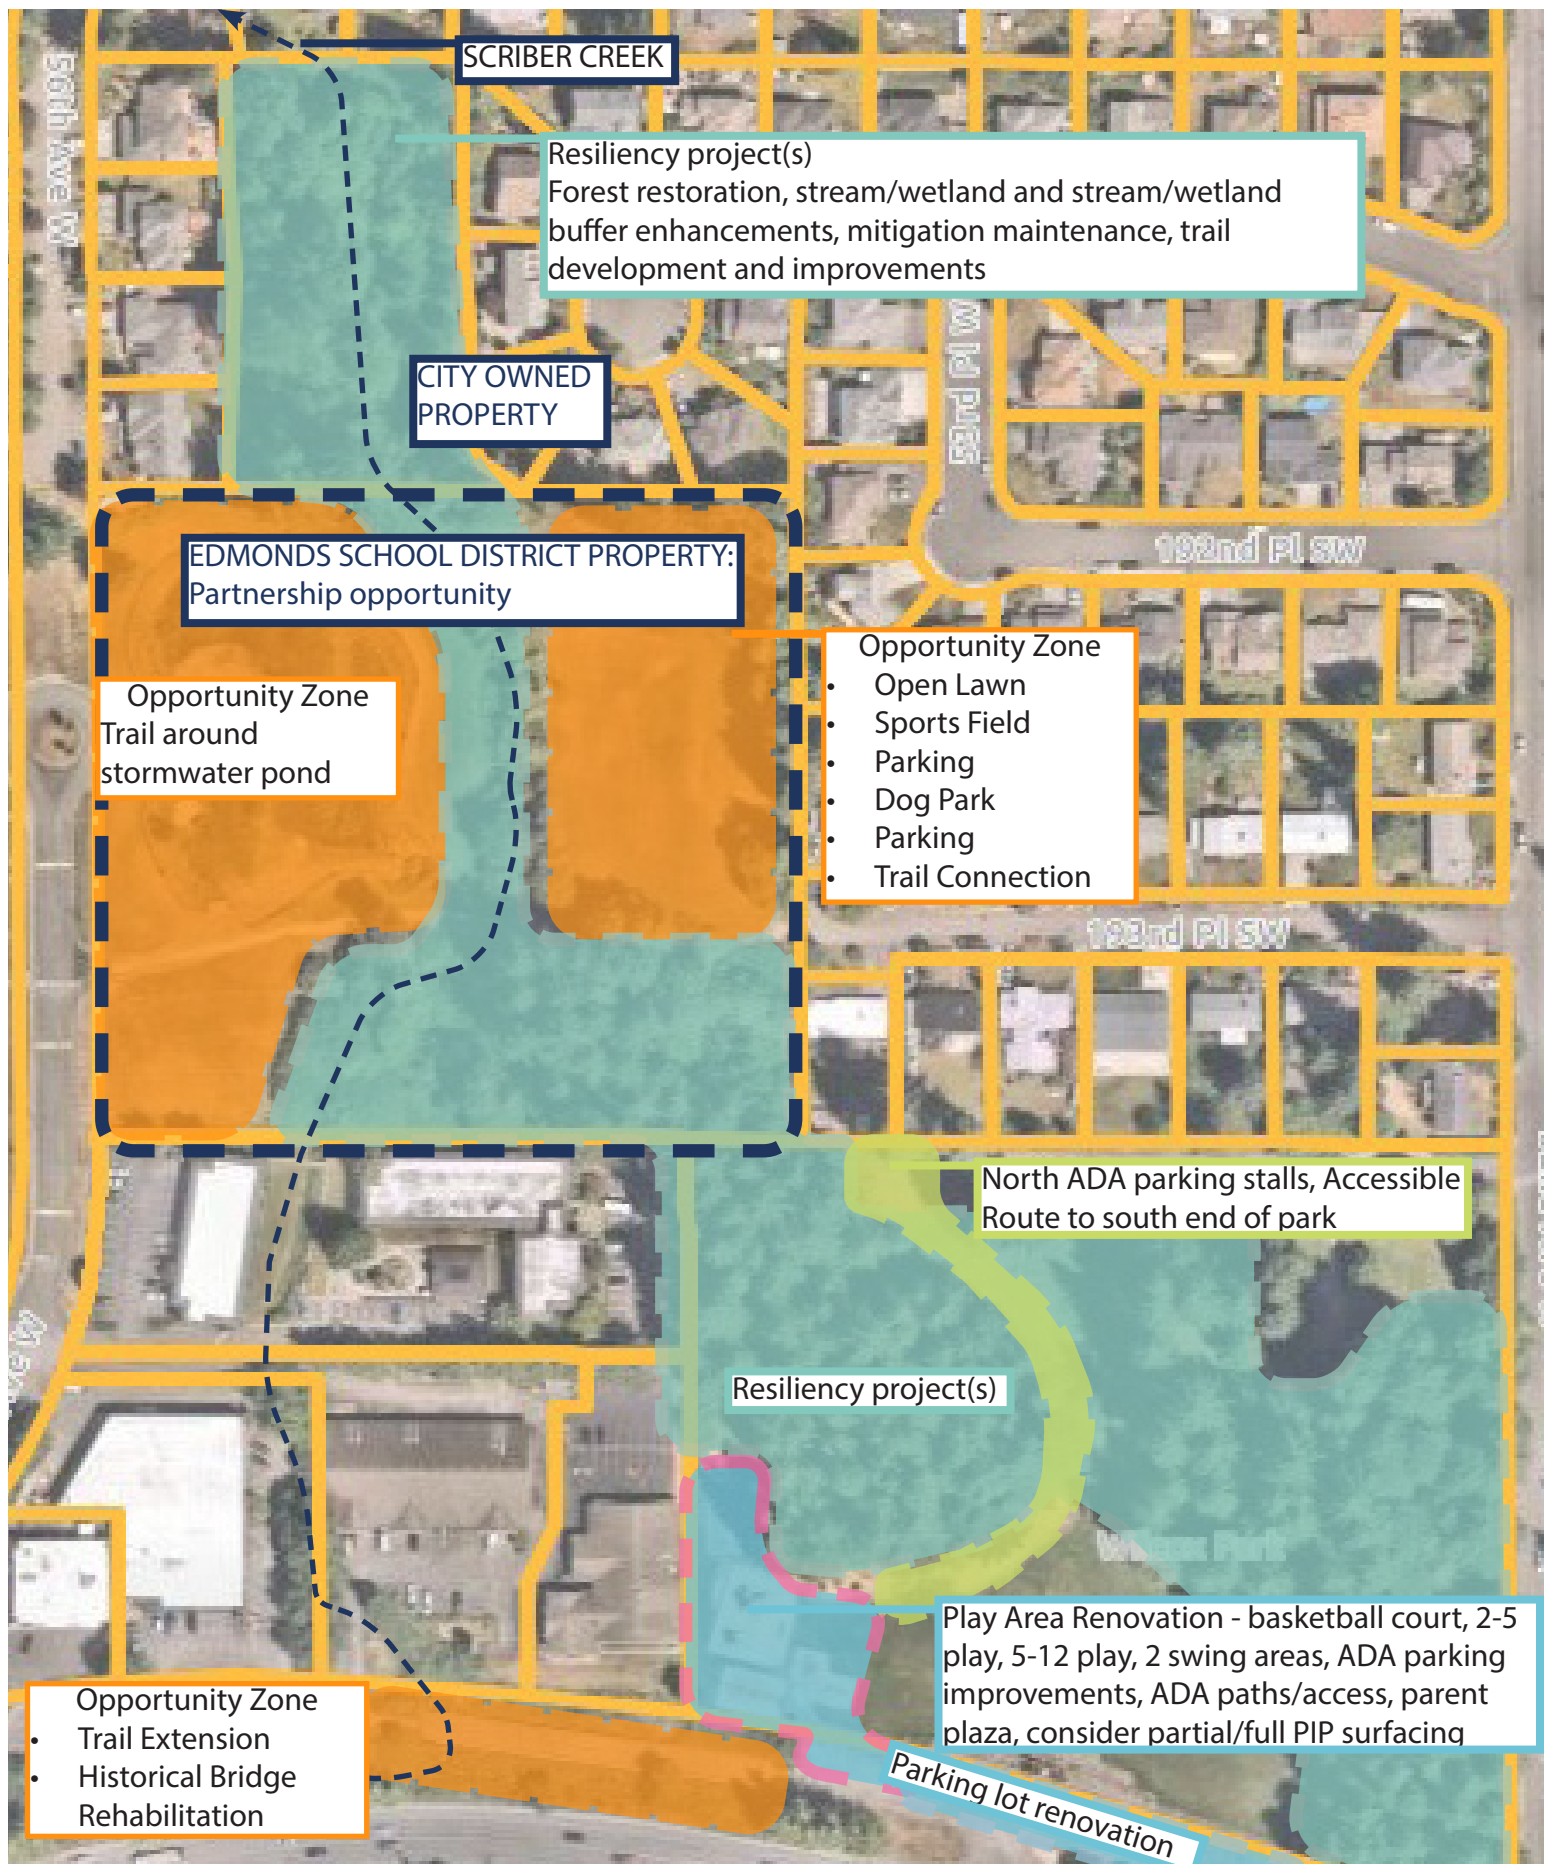 SCRIBER CREEK
56th Ave W
Resiliency project(s)
Forest restoration, stream/wetland and stream/wetland
buffer enhancements, mitigation maintenance, trail
development and improvements
CITY OWNED
PROPERTY
53rd Pl W
192nd Pl SW
EDMONDS SCHOOL DISTRICT PROPERTY:
Partnership opportunity
Opportunity Zone
• Open Lawn
• Sports Field
• Parking
• Dog Park
• Parking
• Trail Connection
Opportunity Zone
Trail around
stormwater pond
193rd Pl SW
North ADA parking stalls, Accessible
Route to south end of park
Resiliency project(s)
Wilcox Park
Play Area Renovation - basketball court, 2-5
play, 5-12 play, 2 swing areas, ADA parking
improvements, ADA paths/access, parent
plaza, consider partial/full PIP surfacing
Opportunity Zone
• Trail Extension
• Historical Bridge
Rehabilitation
Parking lot renovation